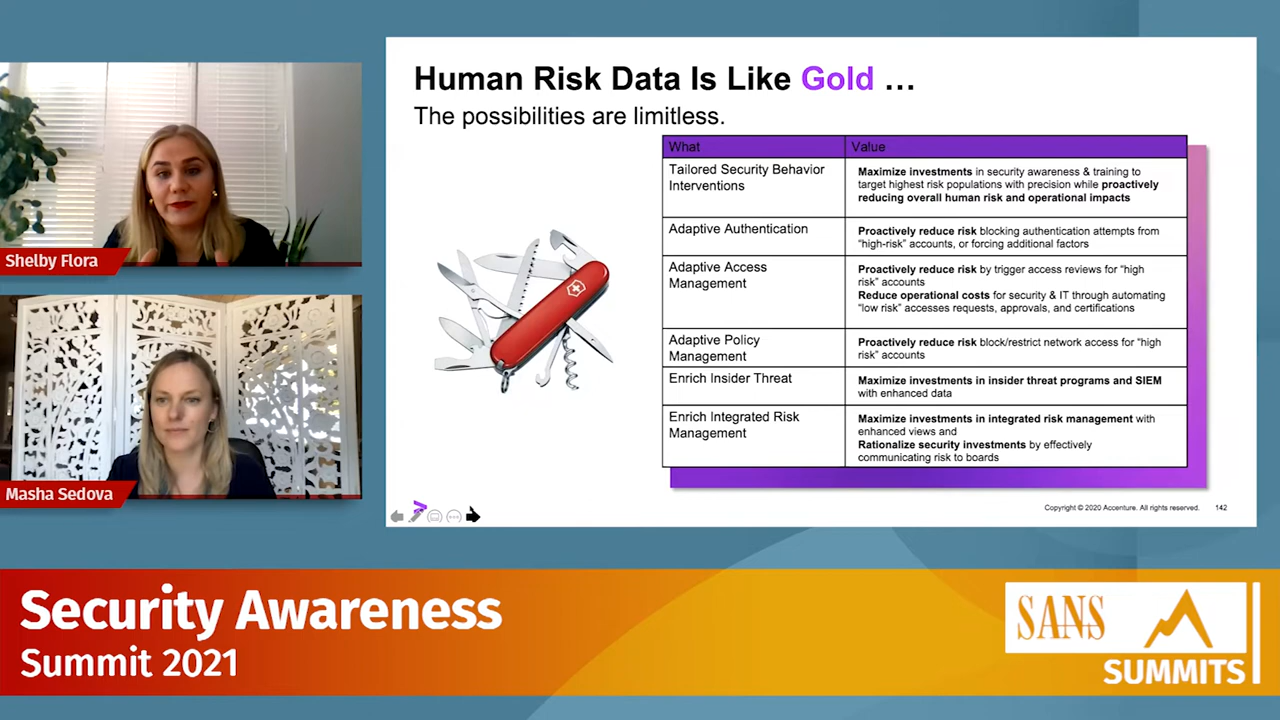 Shelby Flora
Masha Sedova
Human Risk Data Is Like Gold …
The possibilities are limitless.
What
Value
Tailored Security Behavior
Interventions
Maximize investments in security awareness & training to
target highest risk populations with precision while proactively
reducing overall human risk and operational impacts
Adaptive Authentication
Proactively reduce risk blocking authentication attempts from
“high-risk” accounts, or forcing additional factors
Adaptive Access
Management
Proactively reduce risk by trigger access reviews for “high
risk” accounts
Reduce operational costs for security & IT through automating
“low risk” accesses requests, approvals, and certifications
Adaptive Policy
Management
Proactively reduce risk block/restrict network access for “high
risk” accounts
Enrich Insider Threat
Maximize investments in insider threat programs and SIEM
with enhanced data
Enrich Integrated Risk
Management
Maximize investments in integrated risk management with
enhanced views and
Rationalize security investments by effectively
communicating risk to boards
Copyright © 2020 Accenture. All rights reserved.
142
Security Awareness
Summit 2021
SANS
SUMMITS